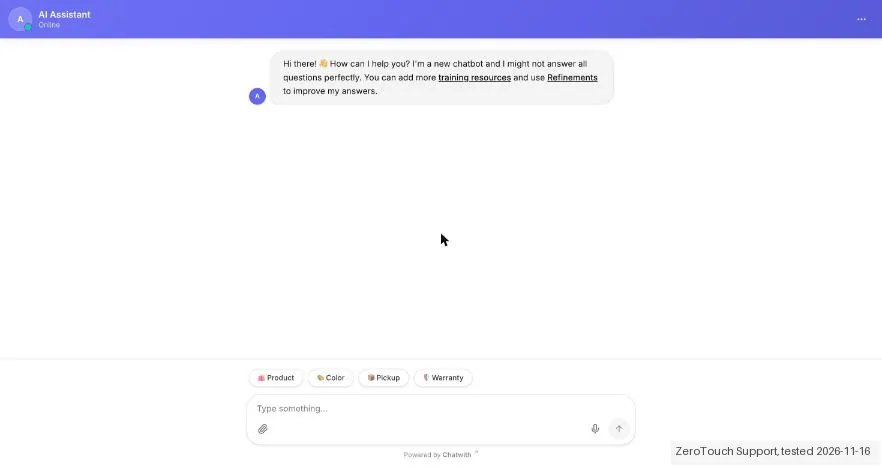 A
AI Assistant
Online
Hi there! 👋 How can I help you? I'm a new chatbot and I might not answer all
questions perfectly. You can add more training resources and use Refinements
to improve my answers.
A
Product
Color
Pickup
Warranty
Type something...
Powered by Chatwith
ZeroTouch Support, tested 2026-11-16